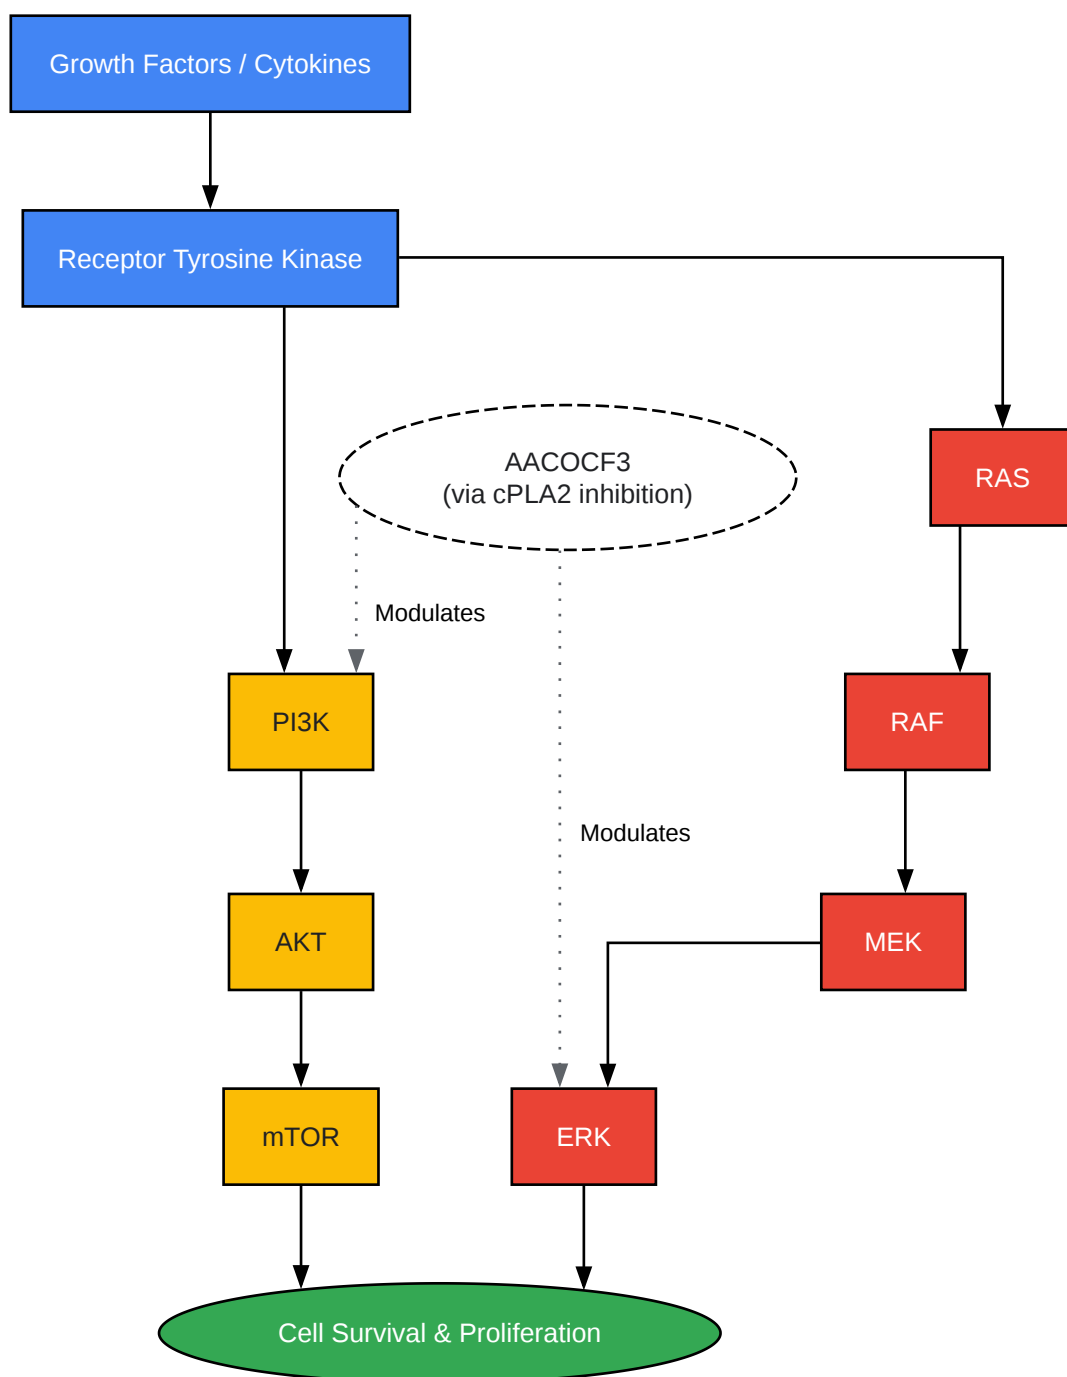 Growth Factors / Cytokines
Receptor Tyrosine Kinase
AACOCF3
(via cPLA2 inhibition)
RAS
Modulates
PI3K
RAF
Modulates
AKT
MEK
mTOR
ERK
Cell Survival & Proliferation